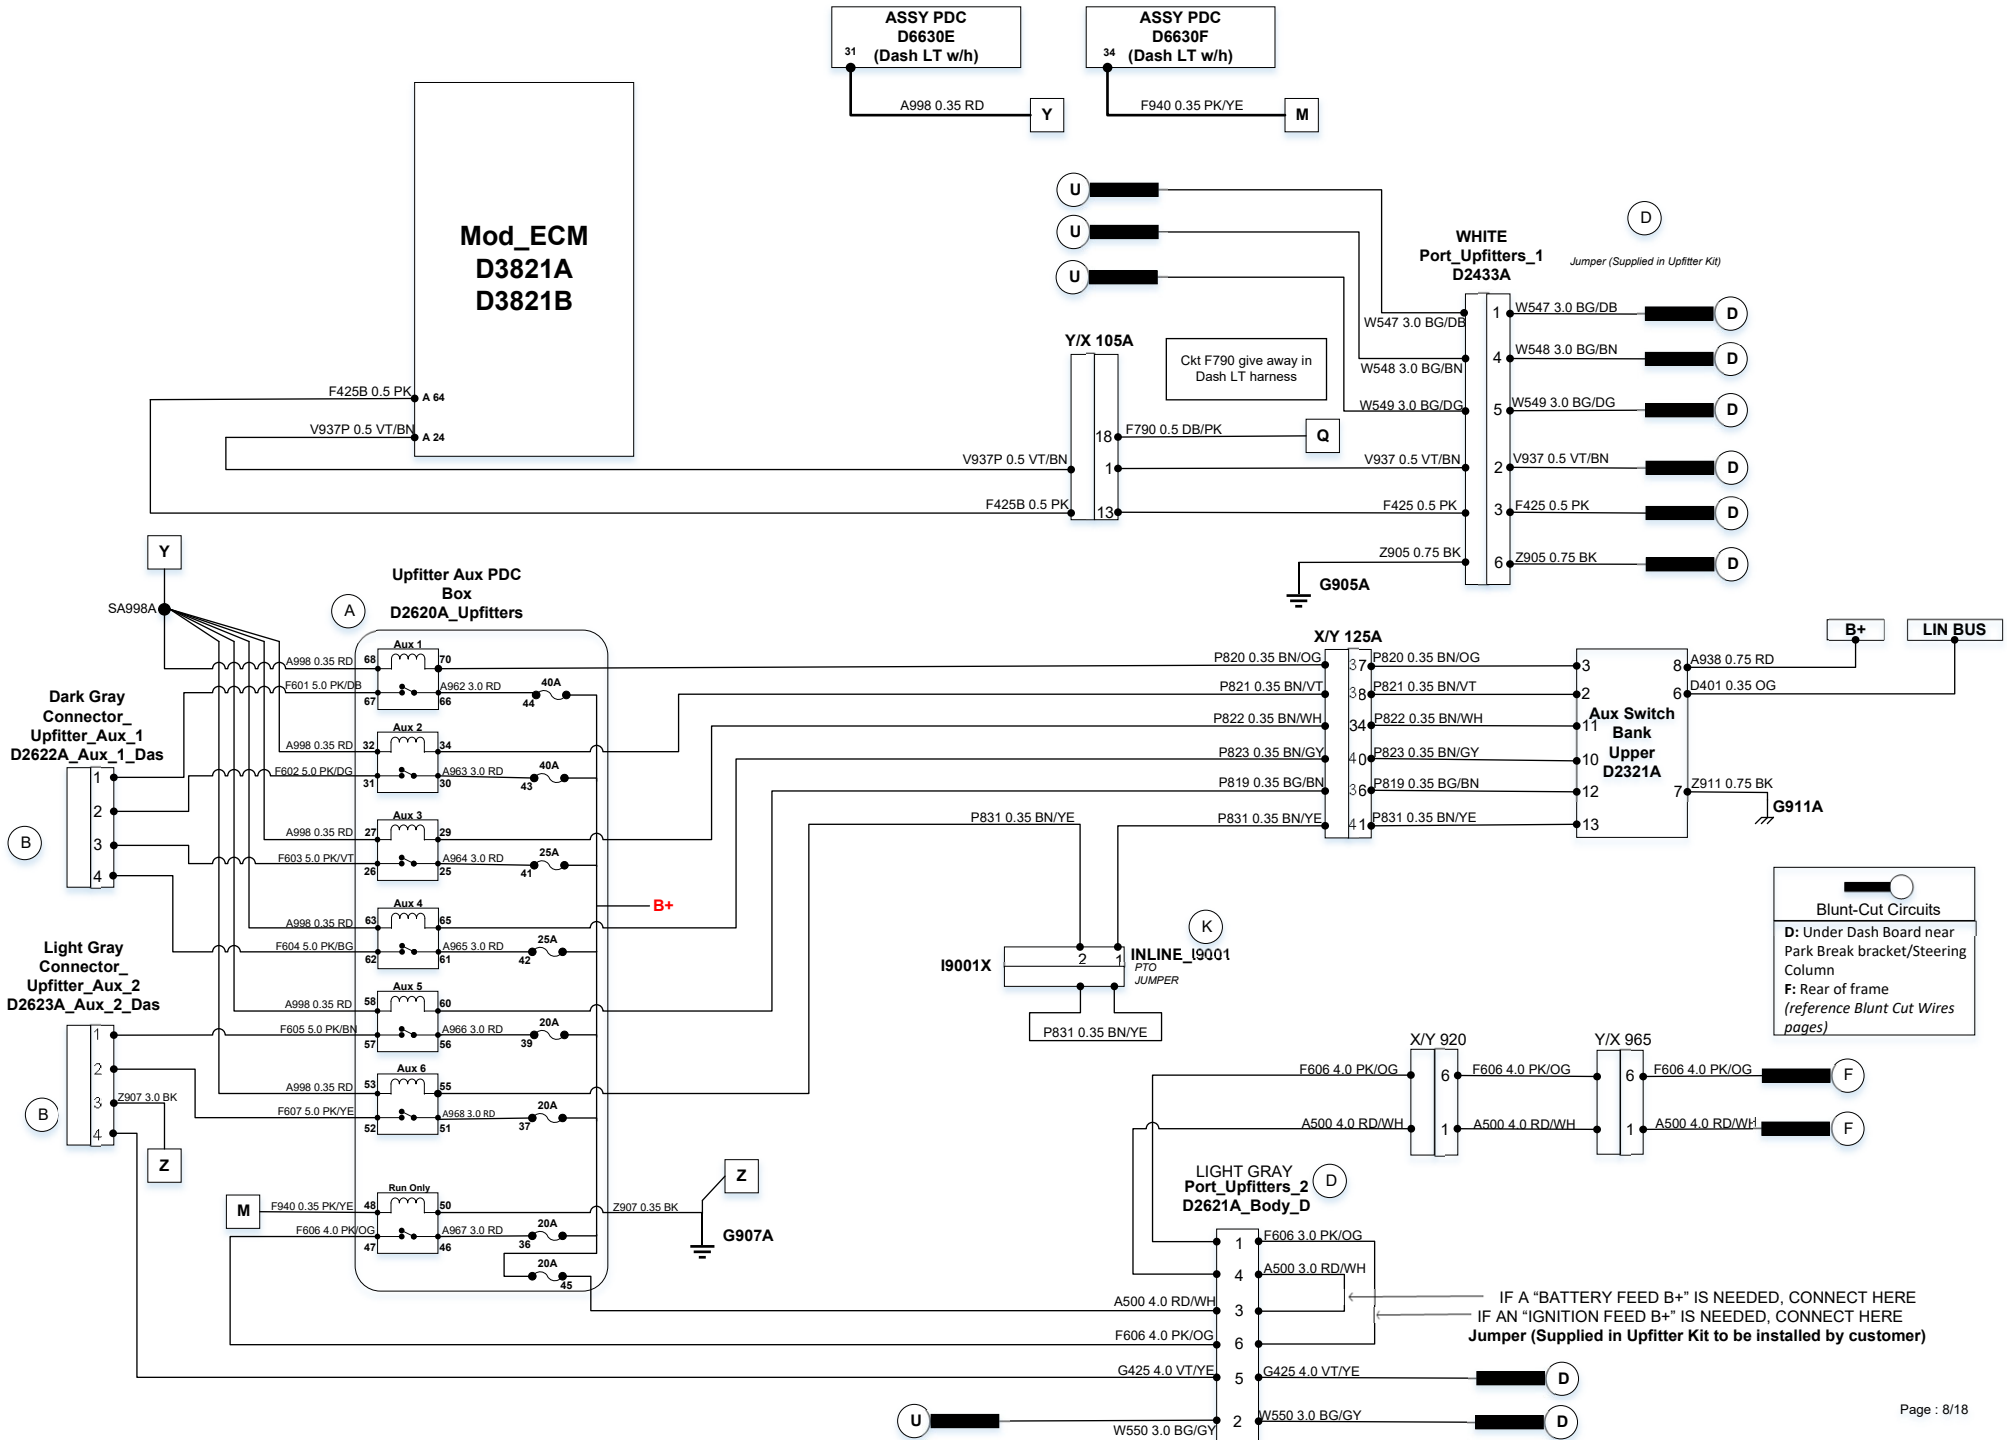 ASSY PDC
D6630E
(Dash LT w/h)
31
A998 0.35 RD
Y
ASSY PDC
D6630F
(Dash LT w/h)
34
F940 0.35 PK/YE
M
Mod_ECM
D3821A
D3821B
F425B 0.5 PK
A 64
V937P 0.5 VT/BN
A 24
U
U
U
WHITE
Port_Upfitters_1
D2433A
D
Jumper (Supplied in Upfitter Kit)
W547 3.0 BG/DB
1
W547 3.0 BG/DB
D
W548 3.0 BG/BN
4
W548 3.0 BG/BN
D
W549 3.0 BG/DG
5
W549 3.0 BG/DG
D
Y/X 105A
Ckt F790 give away in
Dash LT harness
18
F790 0.5 DB/PK
Q
V937P 0.5 VT/BN
1
V937 0.5 VT/BN
2
V937 0.5 VT/BN
D
F425B 0.5 PK
13
F425 0.5 PK
3
F425 0.5 PK
D
Z905 0.75 BK
6
Z905 0.75 BK
D
G905A
Y
SA998A
A
Upfitter Aux PDC
Box
D2620A_Upfitters
Aux 1
A998 0.35 RD
68
70
F601 5.0 PK/DB
67
66
A962 3.0 RD
40A
44
Aux 2
A998 0.35 RD
32
34
F602 5.0 PK/DG
31
30
A963 3.0 RD
40A
43
Aux 3
A998 0.35 RD
27
29
F603 5.0 PK/VT
26
25
A964 3.0 RD
25A
41
B+
Aux 4
A998 0.35 RD
63
65
F604 5.0 PK/BG
62
61
A965 3.0 RD
25A
42
Aux 5
A998 0.35 RD
58
60
F605 5.0 PK/BN
57
56
A966 3.0 RD
20A
39
Aux 6
A998 0.35 RD
53
55
F607 5.0 PK/YE
52
51
A968 3.0 RD
20A
37
Run Only
M
F940 0.35 PK/YE
48
50
Z907 0.35 BK
F606 4.0 PK/OG
47
46
A967 3.0 RD
20A
36
20A
45
Z
G907A
Dark Gray
Connector_
Upfitter_Aux_1
D2622A_Aux_1_Das
1
2
3
4
B
Light Gray
Connector_
Upfitter_Aux_2
D2623A_Aux_2_Das
1
2
3
Z907 3.0 BK
4
B
Z
X/Y 125A
P820 0.35 BN/OG
37
P820 0.35 BN/OG
3
P821 0.35 BN/VT
38
P821 0.35 BN/VT
2
P822 0.35 BN/WH
34
P822 0.35 BN/WH
11
P823 0.35 BN/GY
40
P823 0.35 BN/GY
10
P819 0.35 BG/BN
36
P819 0.35 BG/BN
12
P831 0.35 BN/YE
P831 0.35 BN/YE
41
P831 0.35 BN/YE
13
Aux Switch
Bank
Upper
D2321A
B+
LIN BUS
8
A938 0.75 RD
6
D401 0.35 OG
7
Z911 0.75 BK
G911A
I9001X
2
1
INLINE_I9001
PTO
JUMPER
K
P831 0.35 BN/YE
Blunt-Cut Circuits
D: Under Dash Board near
Park Break bracket/Steering
Column
F: Rear of frame
(reference Blunt Cut Wires
pages)
X/Y 920
Y/X 965
F606 4.0 PK/OG
6
F606 4.0 PK/OG
6
F606 4.0 PK/OG
F
A500 4.0 RD/WH
1
A500 4.0 RD/WH
1
A500 4.0 RD/WH
F
LIGHT GRAY
Port_Upfitters_2
D2621A_Body_D
D
1
F606 3.0 PK/OG
4
A500 3.0 RD/WH
A500 4.0 RD/WH
3
F606 4.0 PK/OG
6
G425 4.0 VT/YE
5
G425 4.0 VT/YE
D
U
W550 3.0 BG/GY
2
W550 3.0 BG/GY
D
IF A “BATTERY FEED B+” IS NEEDED, CONNECT HERE
IF AN “IGNITION FEED B+” IS NEEDED, CONNECT HERE
Jumper (Supplied in Upfitter Kit to be installed by customer)
Page : 8/18